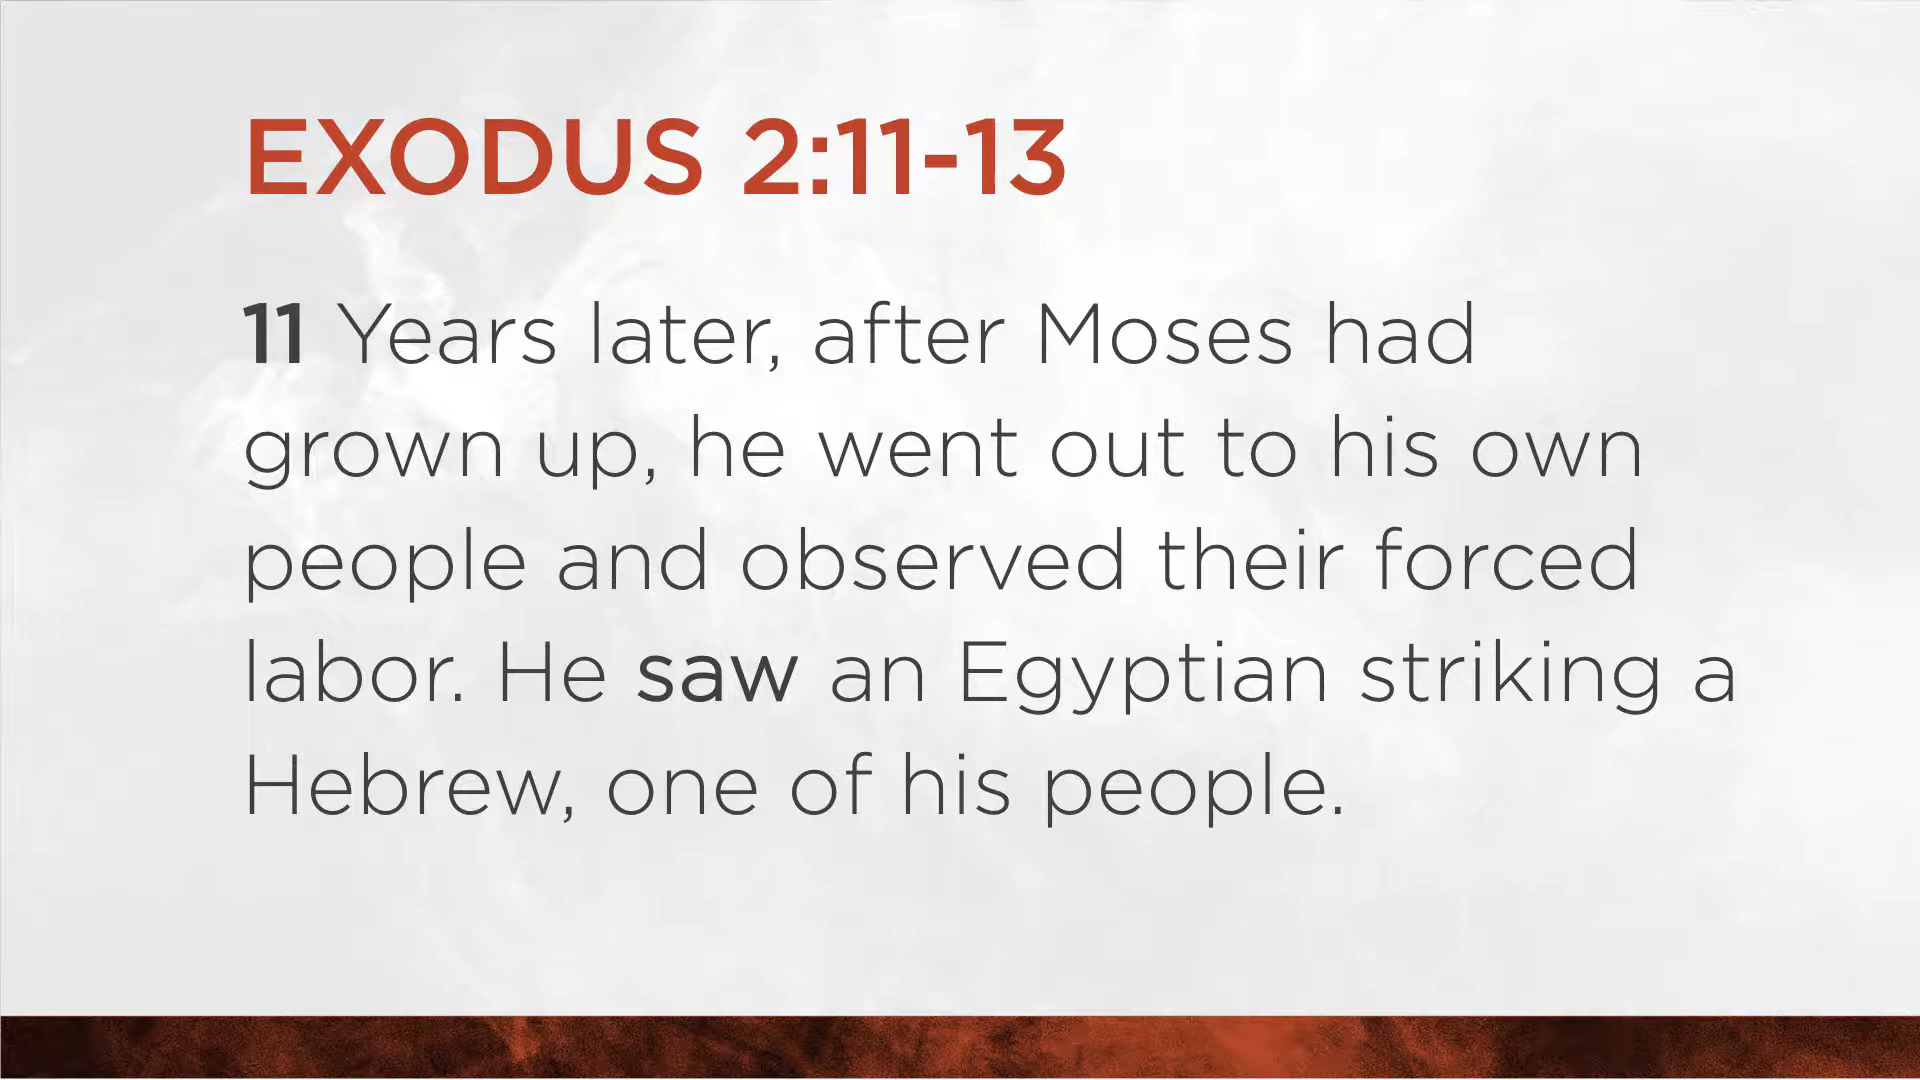 EXODUS 2:11-13
11 Years later, after Moses had
grown up, he went out to his own
people and observed their forced
labor. He saw an Egyptian striking a
Hebrew, one of his people.